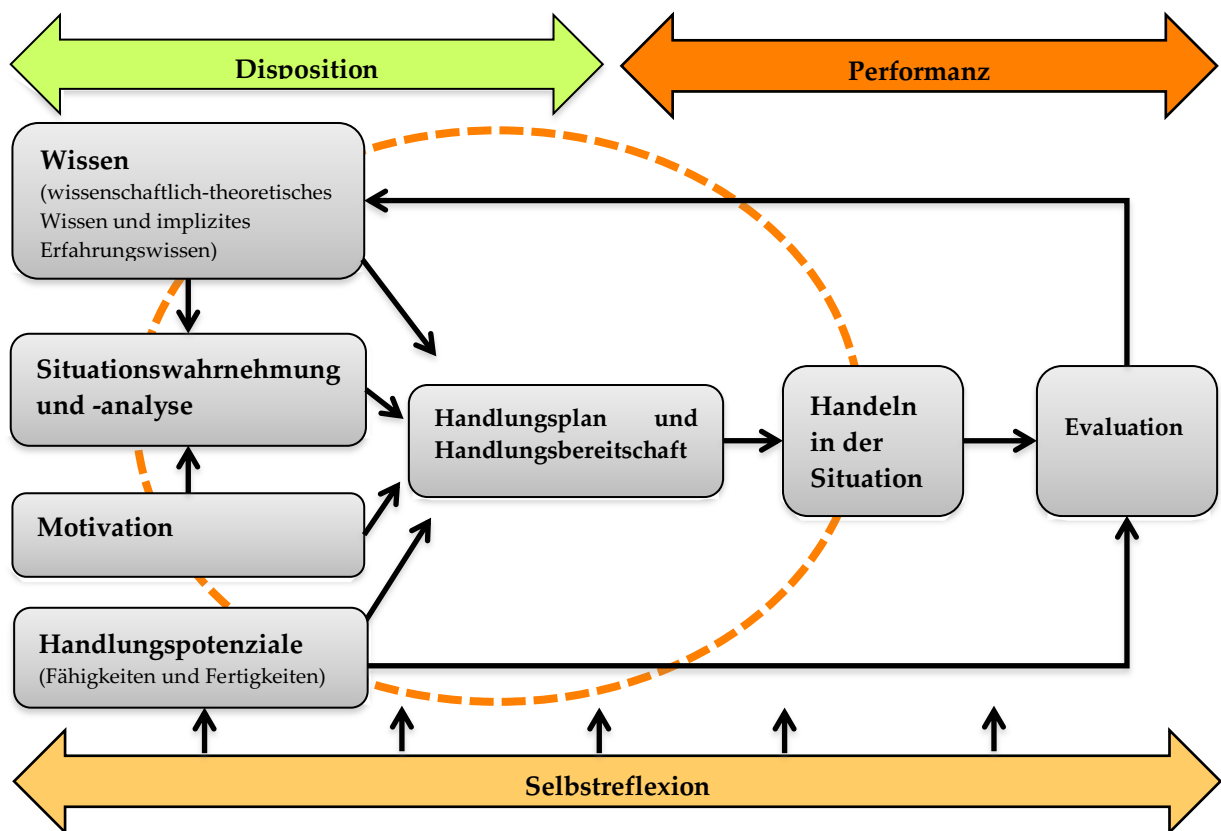 Disposition
Performanz
Wissen
(wissenschaftlich-theoretisches
Wissen und implizites
Erfahrungswissen)
Situationswahrnehmung
und -analyse
Motivation
Handlungspotenziale
(Fähigkeiten und Fertigkeiten)
Handlungsplan und
Handlungsbereitschaft
Handeln
in der
Situation
Evaluation
Selbstreflexion